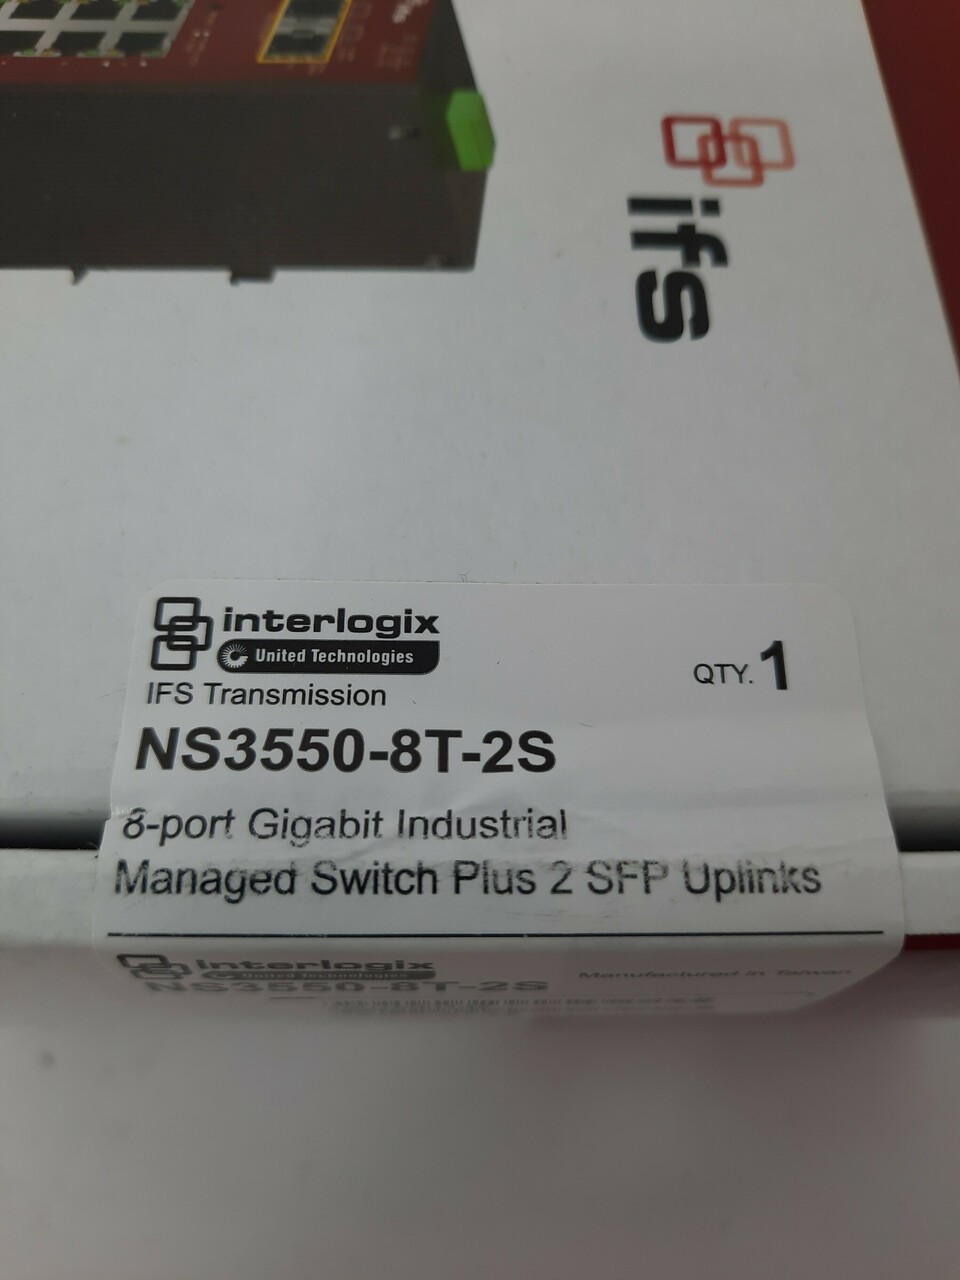 ifs
interlogix
United Technologies
IFS Transmission
QTY. 1
NS3550-8T-2S
8-port Gigabit Industrial
Managed Switch Plus 2 SFP Uplinks
interlogix
United Technologies
Manufactured in Taiwan
NS3550-8T-2S